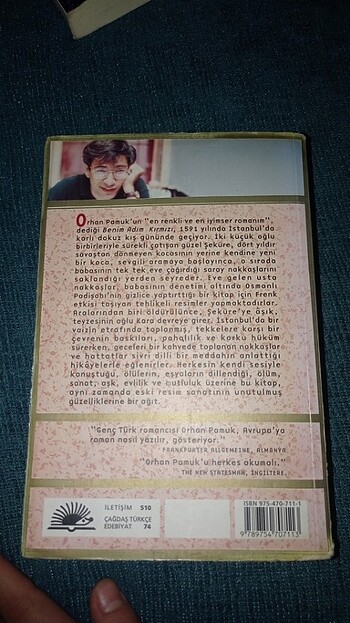 Orhan Pamuk'un "en renkli ve en iyimser romanım"
dediği Benim Adım Kırmızı, 1591 yılında İstanbul'da
karlı dokuz kış gününde geçiyor. İki küçük oğlu
birbirleriyle sürekli çatışan güzel Şeküre, dört yıldır
savaştan dönmeyen kocasının yerine kendine yeni
bir koca, sevgili aramaya başlayınca, o sırada
babasının tek tek eve çağırdığı saray nakkaşlarını
saklandığı yerden seyreder. Eve gelen usta
nakkaşlar, babasının denetimi altında Osmanlı
Padişahı'nın gizlice yaptırttığı bir kitap için Frenk
etkisi taşıyan tehlikeli resimler yapmaktadırlar.
Aralarından biri öldürülünce, Şeküre'ye âşık,
teyzesinin oğlu Kara devreye girer. İstanbul'da bir
vaizin etrafında toplanmış, tekkelere karşı bir
çevrenin baskıları, pahalılık ve korku hüküm
sürerken, geceleri bir kahvede toplanan nakkaşlar
ve hattatlar sivri dilli bir meddahın anlattığı
hikâyelerle eğlenirler. Herkesin kendi sesiyle
konuştuğu, ölülerin, eşyaların dillendiği, ölüm,
sanat, aşk, evlilik ve mutluluk üzerine bu kitap,
aynı zamanda eski resim sanatının unutulmuş
güzelliklerine bir ağıt.
"Genç Türk romancısı Orhan Pamuk, Avrupa'ya
roman nasıl yazılır, gösteriyor."
FRANKFURTER ALLGEMEINE, ALMANYA
"Orhan Pamuk'u herkes okumalı."
THE NEW STATESMAN, İNGİLTERE
İLETİŞİM 510
ÇAĞDAŞ TÜRKÇE
EDEBİYAT 74
ISBN 975-470-711-1
9 789754 707113